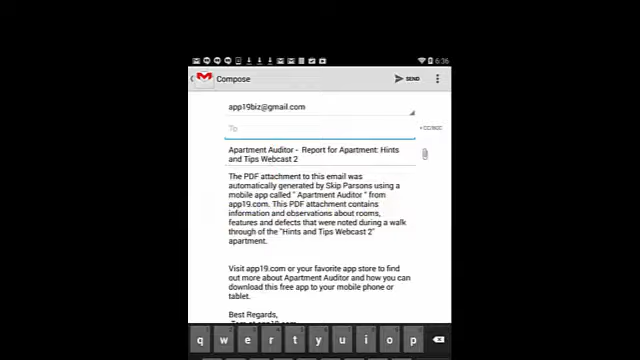 6:36
Compose
SEND
app19biz@gmail.com
To
+CC/BCC
Apartment Auditor - Report for Apartment: Hints
and Tips Webcast 2
The PDF attachment to this email was
automatically generated by Skip Parsons using a
mobile app called " Apartment Auditor " from
app19.com. This PDF attachment contains
information and observations about rooms,
features and defects that were noted during a walk
through of the "Hints and Tips Webcast 2"
apartment.
Visit app19.com or your favorite app store to find
out more about Apartment Auditor and how you can
download this free app to your mobile phone or
tablet.
Best Regards,
q w e r t y u i o p